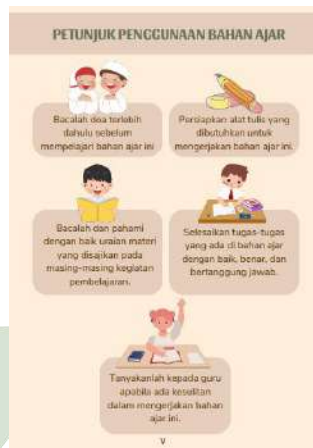 PETUNJUK PENGGUNAAN BAHAN AJAR
Bacalah doa terlebih
dahulu sebelum
mempelajari bahan ajar ini
Persiapkan alat tulis yang
dibutuhkan untuk
mengerjakan bahan ajar ini.
Bacalah dan pahami
dengan baik uraian materi
yang disajikan pada
masing-masing kegiatan
pembelajaran.
Selesaikan tugas-tugas
yang ada di bahan ajar
dengan baik, benar, dan
bertanggung jawab.
Tanyakanlah kepada guru
apabila ada kesulitan
dalam mengerjakan bahan
ajar ini.
V